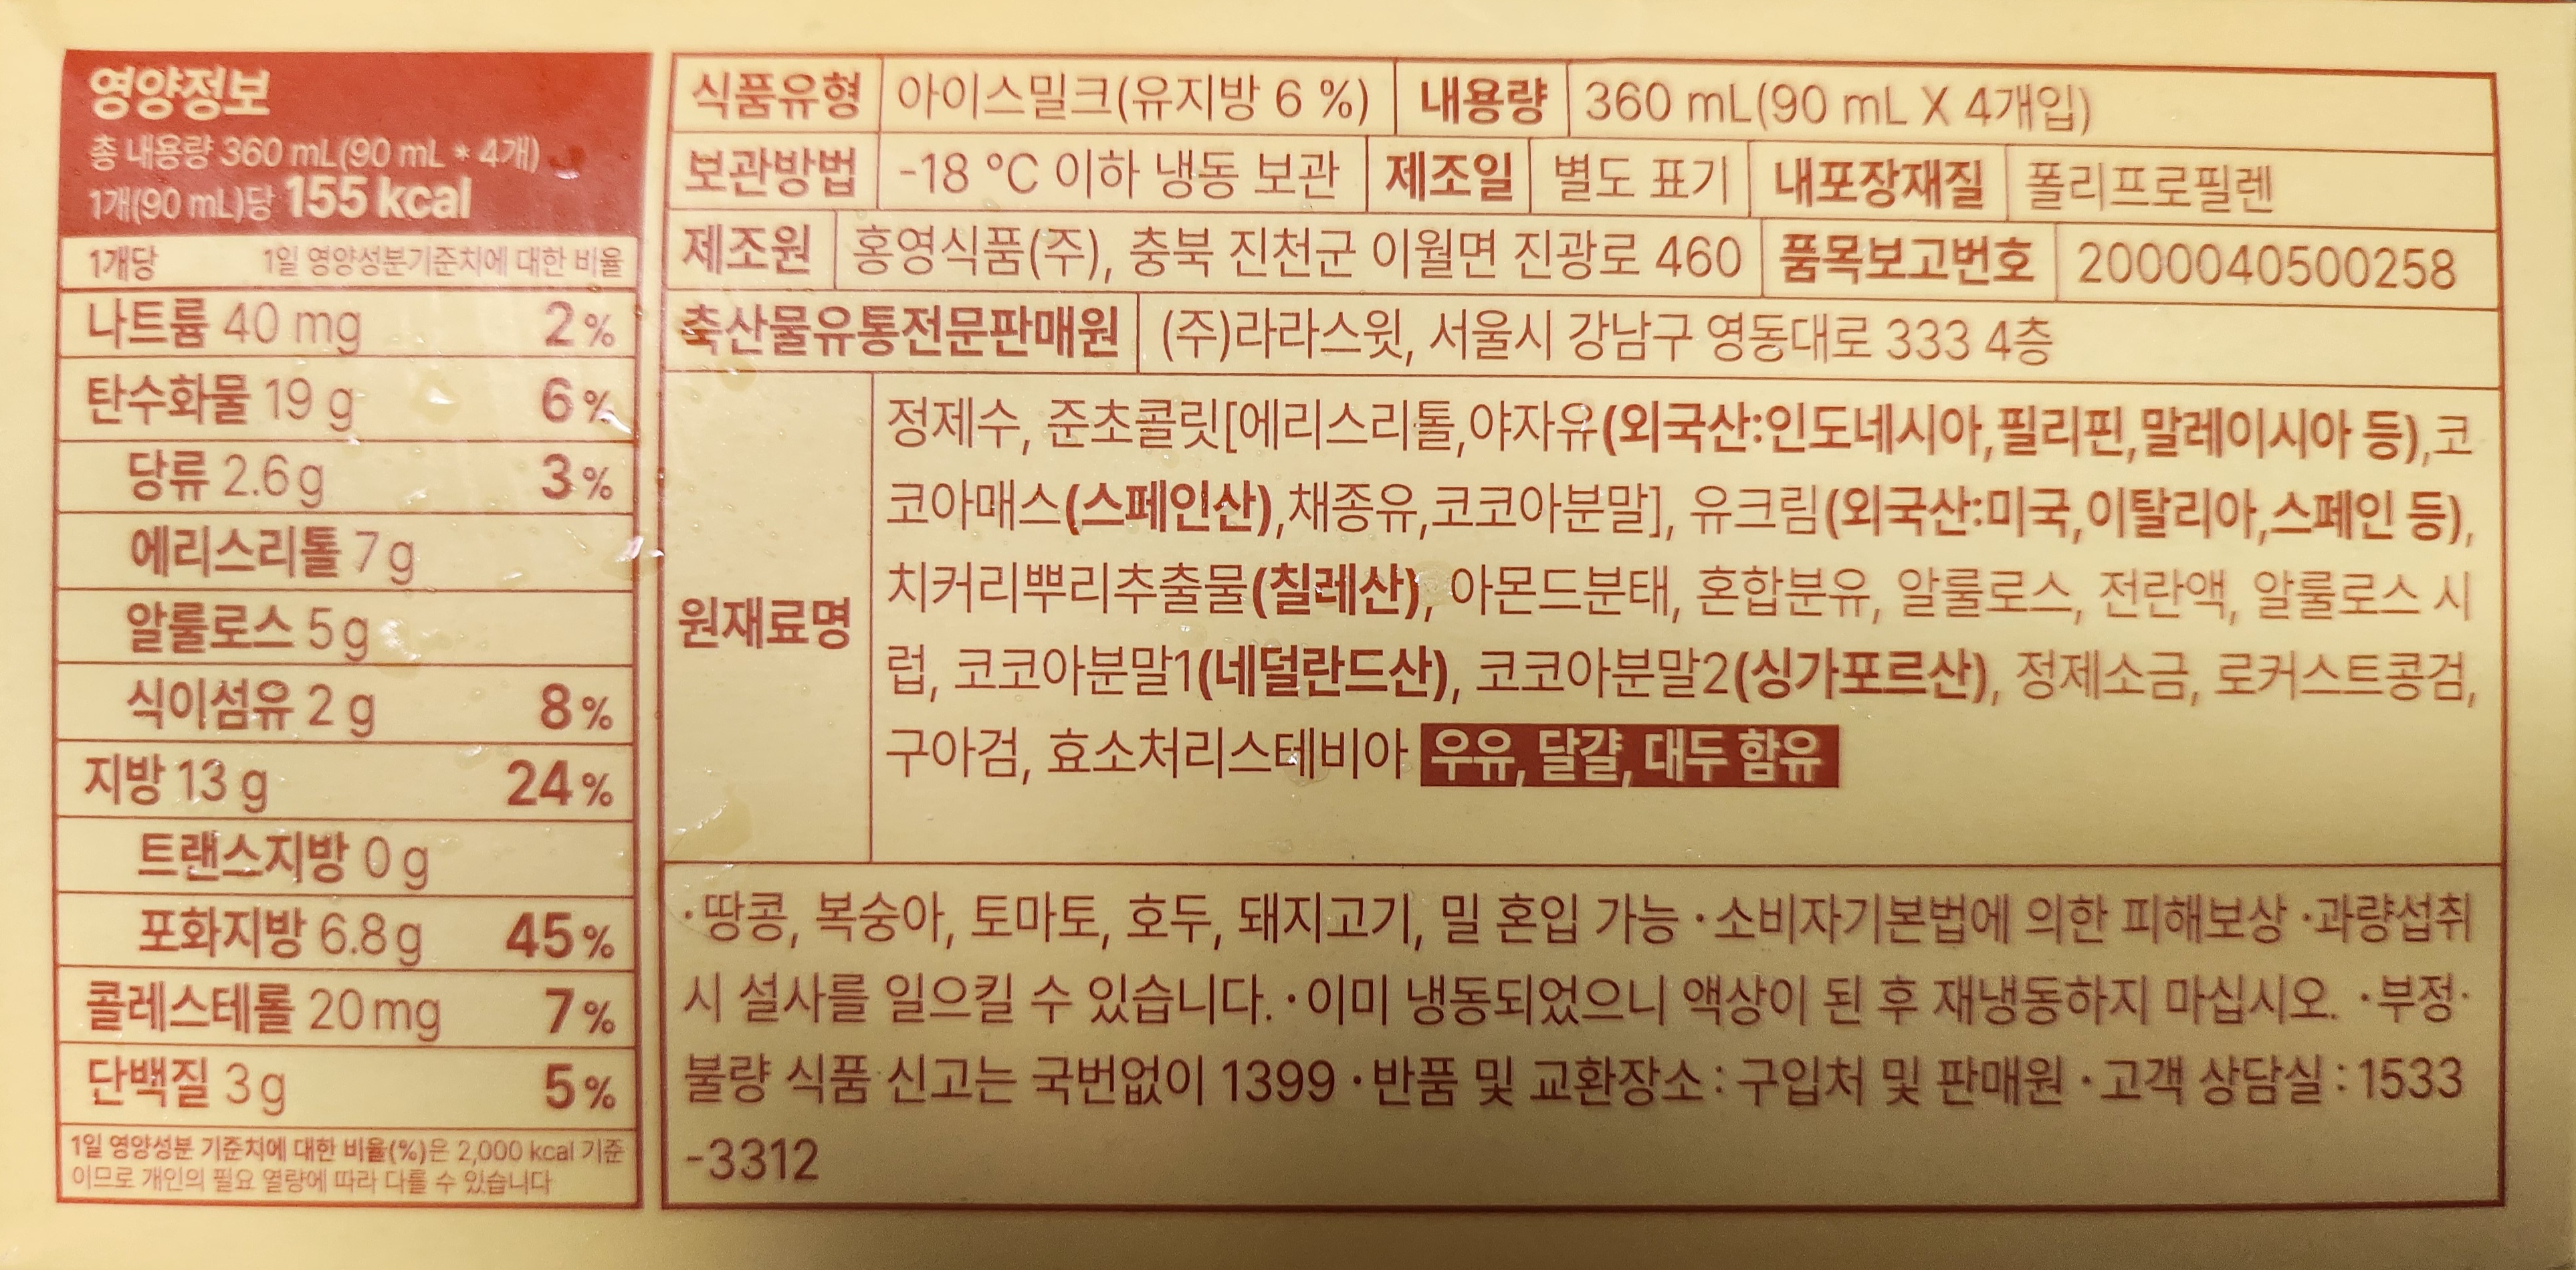 영양정보
총 내용량 360 mL(90 mL * 4개)
1개(90 mL)당 155 kcal
1개당 1일 영양성분기준치에 대한 비율
나트륨 40 mg 2 %
탄수화물 19 g 6 %
당류 2.6 g 3 %
에리스리톨 7 g
알룰로스 5 g
식이섬유 2 g 8 %
지방 13 g 24 %
트랜스지방 0 g
포화지방 6.8 g 45 %
콜레스테롤 20 mg 7 %
단백질 3 g 5 %
1일 영양성분 기준치에 대한 비율(%)은 2,000 kcal 기준
이므로 개인의 필요 열량에 따라 다를 수 있습니다
식품유형 아이스밀크(유지방 6 %) 내용량 360 mL(90 mL X 4개입)
보관방법 -18 °C 이하 냉동 보관 제조일 별도 표기 내포장재질 폴리프로필렌
제조원 홍영식품(주), 충북 진천군 이월면 진광로 460 품목보고번호 2000040500258
축산물유통전문판매원 (주)라라스윗, 서울시 강남구 영동대로 333 4층
원재료명
정제수, 준초콜릿[에리스리톨,야자유(외국산:인도네시아,필리핀,말레이시아 등),코
코아매스(스페인산),채종유,코코아분말], 유크림(외국산:미국,이탈리아,스페인 등),
치커리뿌리추출물(칠레산), 아몬드분태, 혼합분유, 알룰로스, 전란액, 알룰로스 시
럽, 코코아분말1(네덜란드산), 코코아분말2(싱가포르산), 정제소금, 로커스트콩검,
구아검, 효소처리스테비아 우유, 달걀, 대두 함유
·땅콩, 복숭아, 토마토, 호두, 돼지고기, 밀 혼입 가능 ·소비자기본법에 의한 피해보상 ·과량섭취
시 설사를 일으킬 수 있습니다. ·이미 냉동되었으니 액상이 된 후 재냉동하지 마십시오. ·부정·
불량 식품 신고는 국번없이 1399 ·반품 및 교환장소 : 구입처 및 판매원 ·고객 상담실 : 1533
-3312